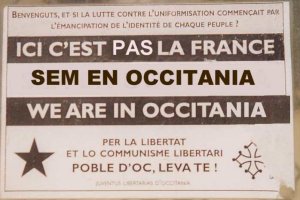 BENVENGUTS, ET SI LA LUTTE CONTRE L'UNIFORMISATION COMMENÇAIT PAR
L'ÉMANCIPATION DE L'IDENTITÉ DE CHAQUE PEUPLE ?
ICI C'EST PAS LA FRANCE
SEM EN OCCITANIA
WE ARE IN OCCITANIA
PER LA LIBERTAT
ET LO COMMUNISME LIBERTARI
POBLE D'OC, LEVA TE !
JOVENTUT LIBERTARIAS D'OCCITANIA